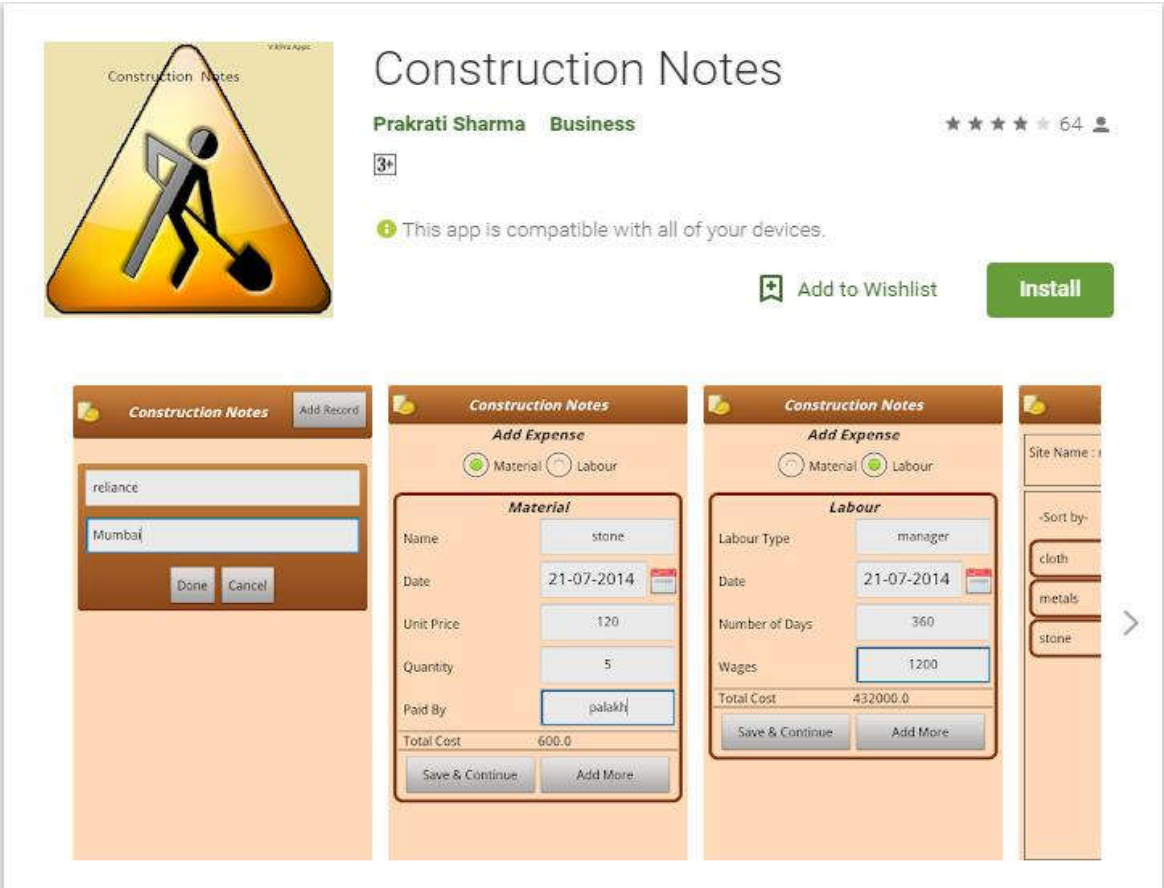 Vikhra Apps
Construction Notes
Construction Notes
Prakrati Sharma Business
64
3+
This app is compatible with all of your devices.
Add to Wishlist
Install
Construction Notes
Add Record
reliance
Mumbai
Done Cancel
Construction Notes
Add Expense
Material Labour
Material
Name stone
Date 21-07-2014
Unit Price 120
Quantity 5
Paid By palakh
Total Cost 600.0
Save & Continue Add More
Construction Notes
Add Expense
Material Labour
Labour
Labour Type manager
Date 21-07-2014
Number of Days 360
Wages 1200
Total Cost 432000.0
Save & Continue Add More
Site Name :
-Sort by-
cloth
metals
stone